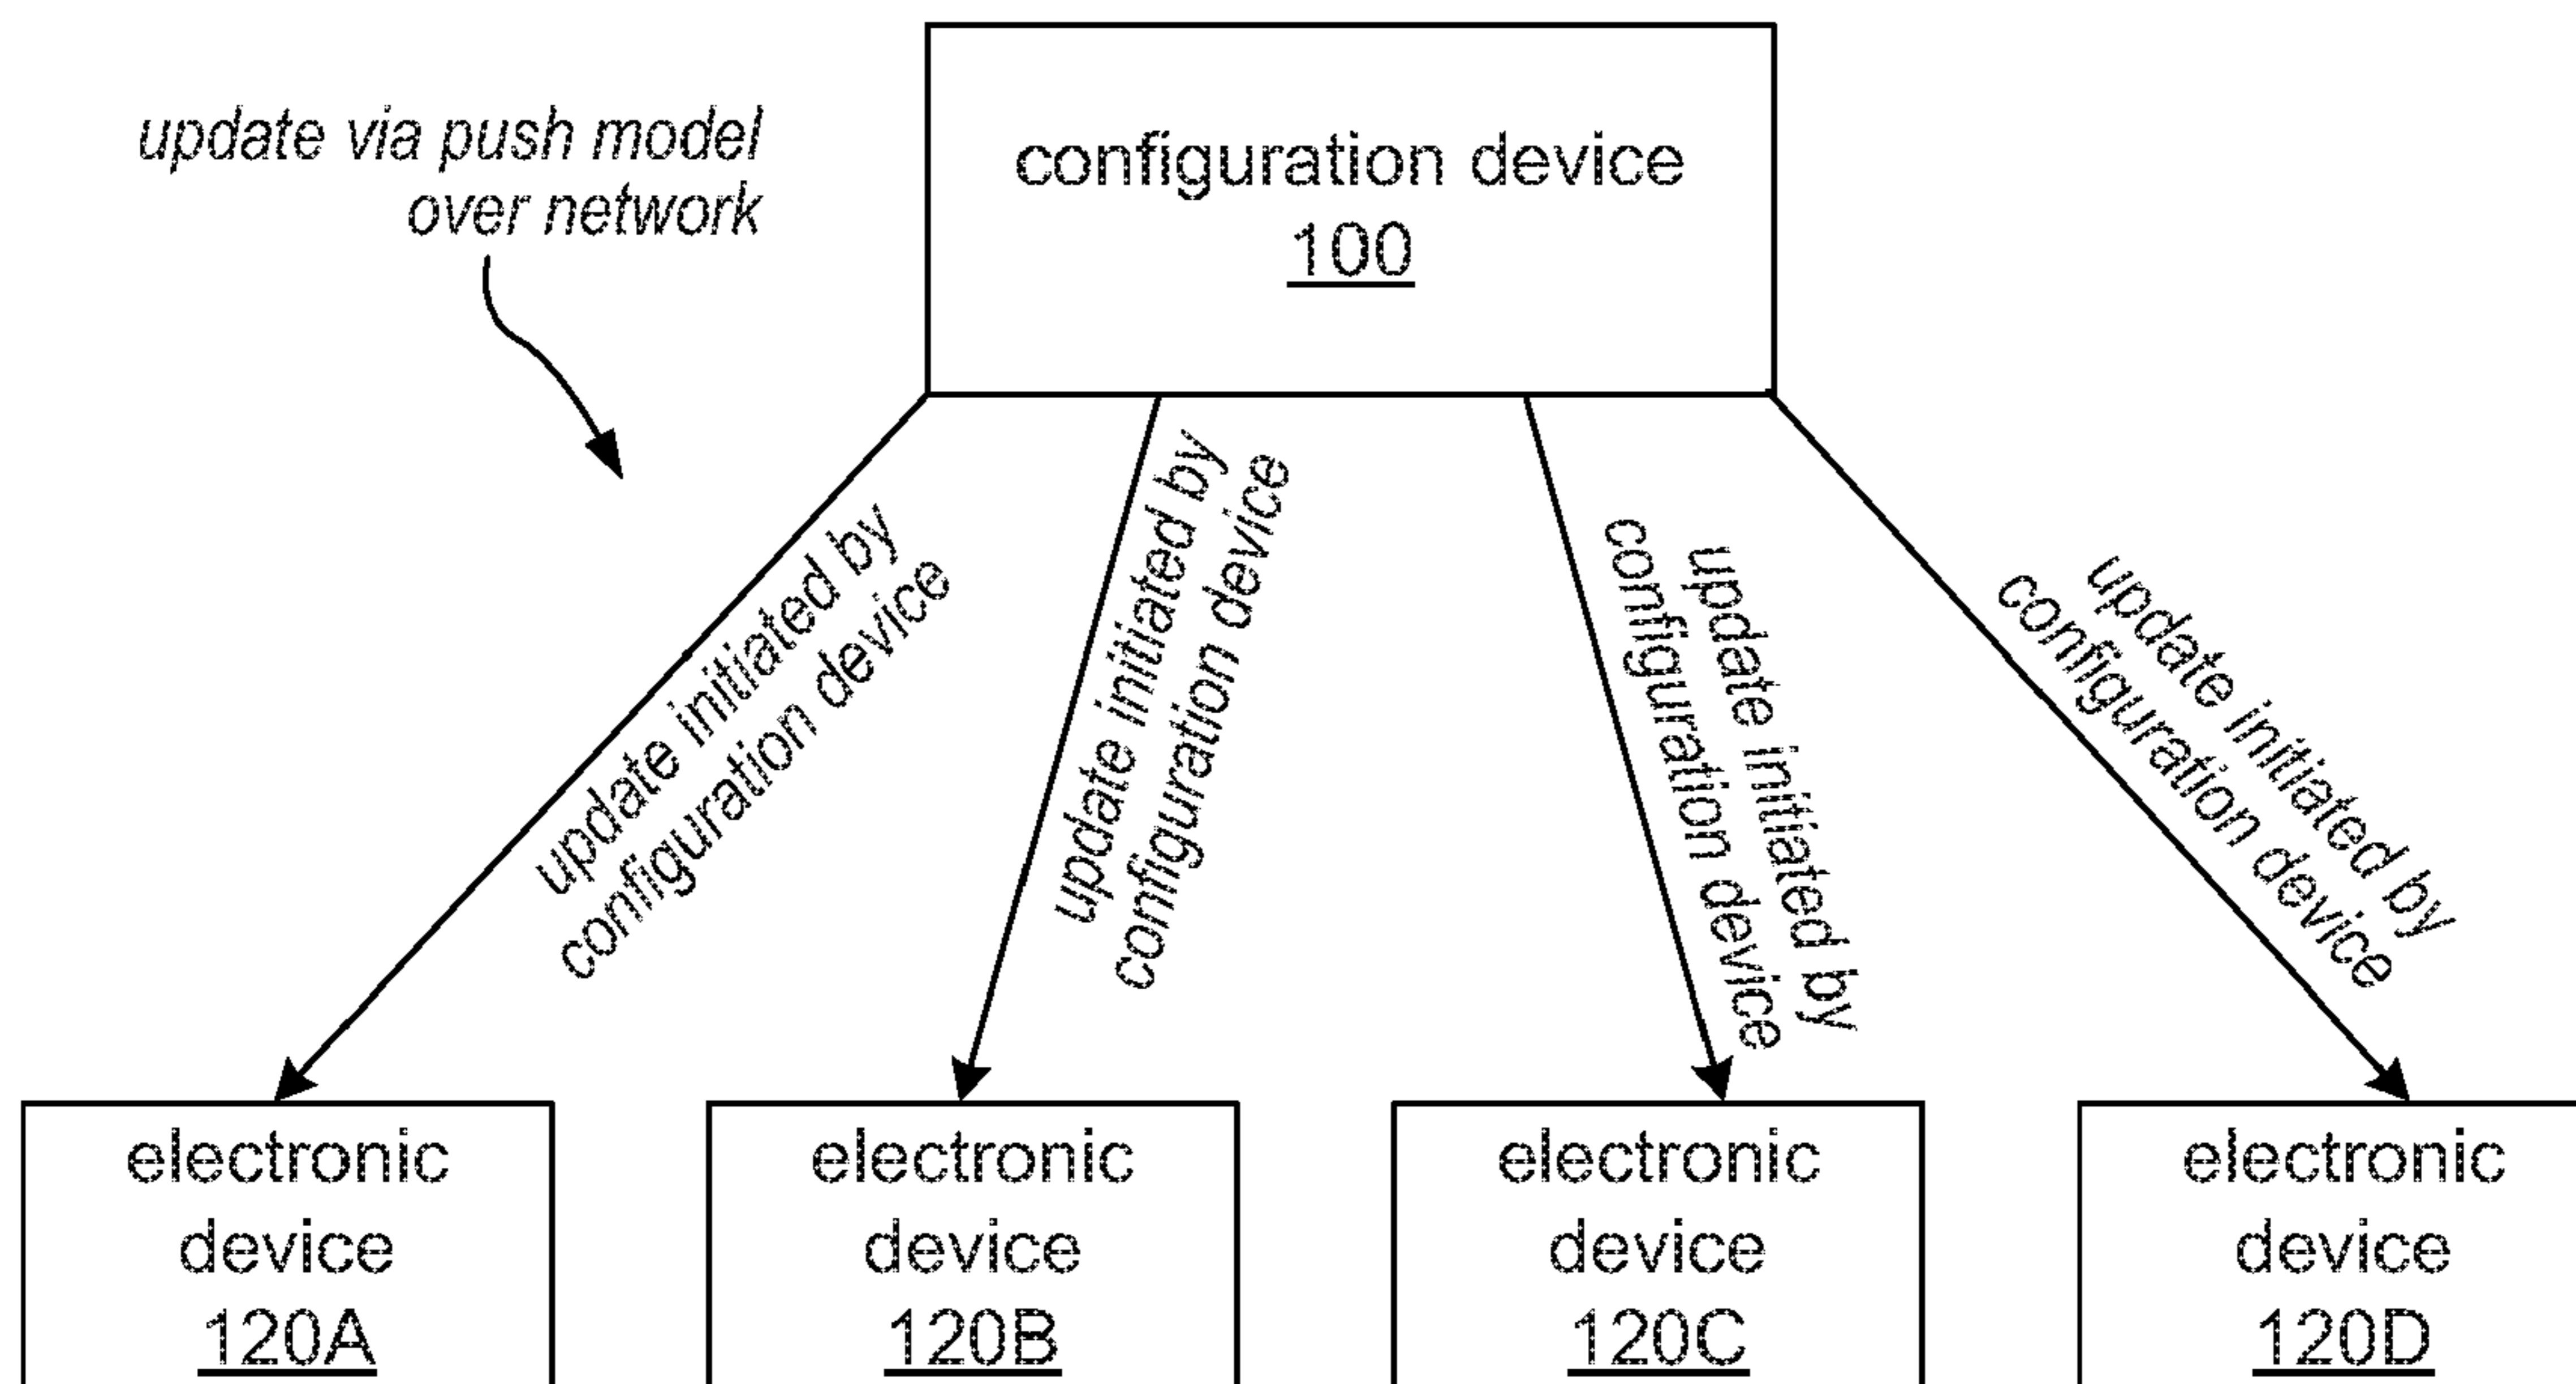 update via push model
over network
configuration device
100
update initiated by
configuration device
update initiated by
configuration device
update initiated by
configuration device
update initiated by
configuration device
electronic
device
120A
electronic
device
120B
electronic
device
120C
electronic
device
120D